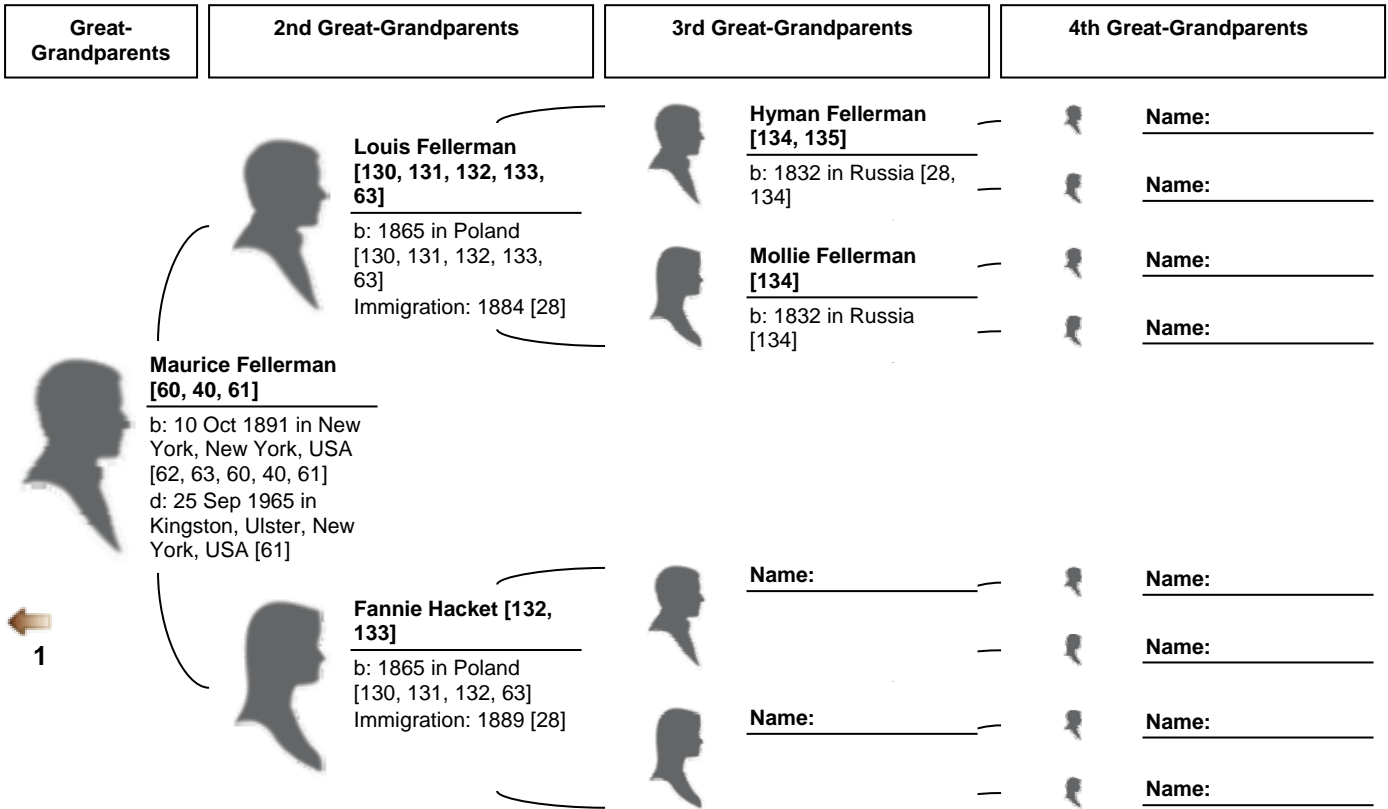 Great-
Grandparents
2nd Great-Grandparents
3rd Great-Grandparents
4th Great-Grandparents
Louis Fellerman
[130, 131, 132, 133,
63]
b: 1865 in Poland
[130, 131, 132, 133,
63]
Immigration: 1884 [28]
Hyman Fellerman
[134, 135]
b: 1832 in Russia [28,
134]
Name:
Name:
Mollie Fellerman
[134]
b: 1832 in Russia
[134]
Name:
Name:
Maurice Fellerman
[60, 40, 61]
b: 10 Oct 1891 in New
York, New York, USA
[62, 63, 60, 40, 61]
d: 25 Sep 1965 in
Kingston, Ulster, New
York, USA [61]
1
Fannie Hacket [132,
133]
b: 1865 in Poland
[130, 131, 132, 63]
Immigration: 1889 [28]
Name:
Name:
Name:
Name:
Name:
Name: